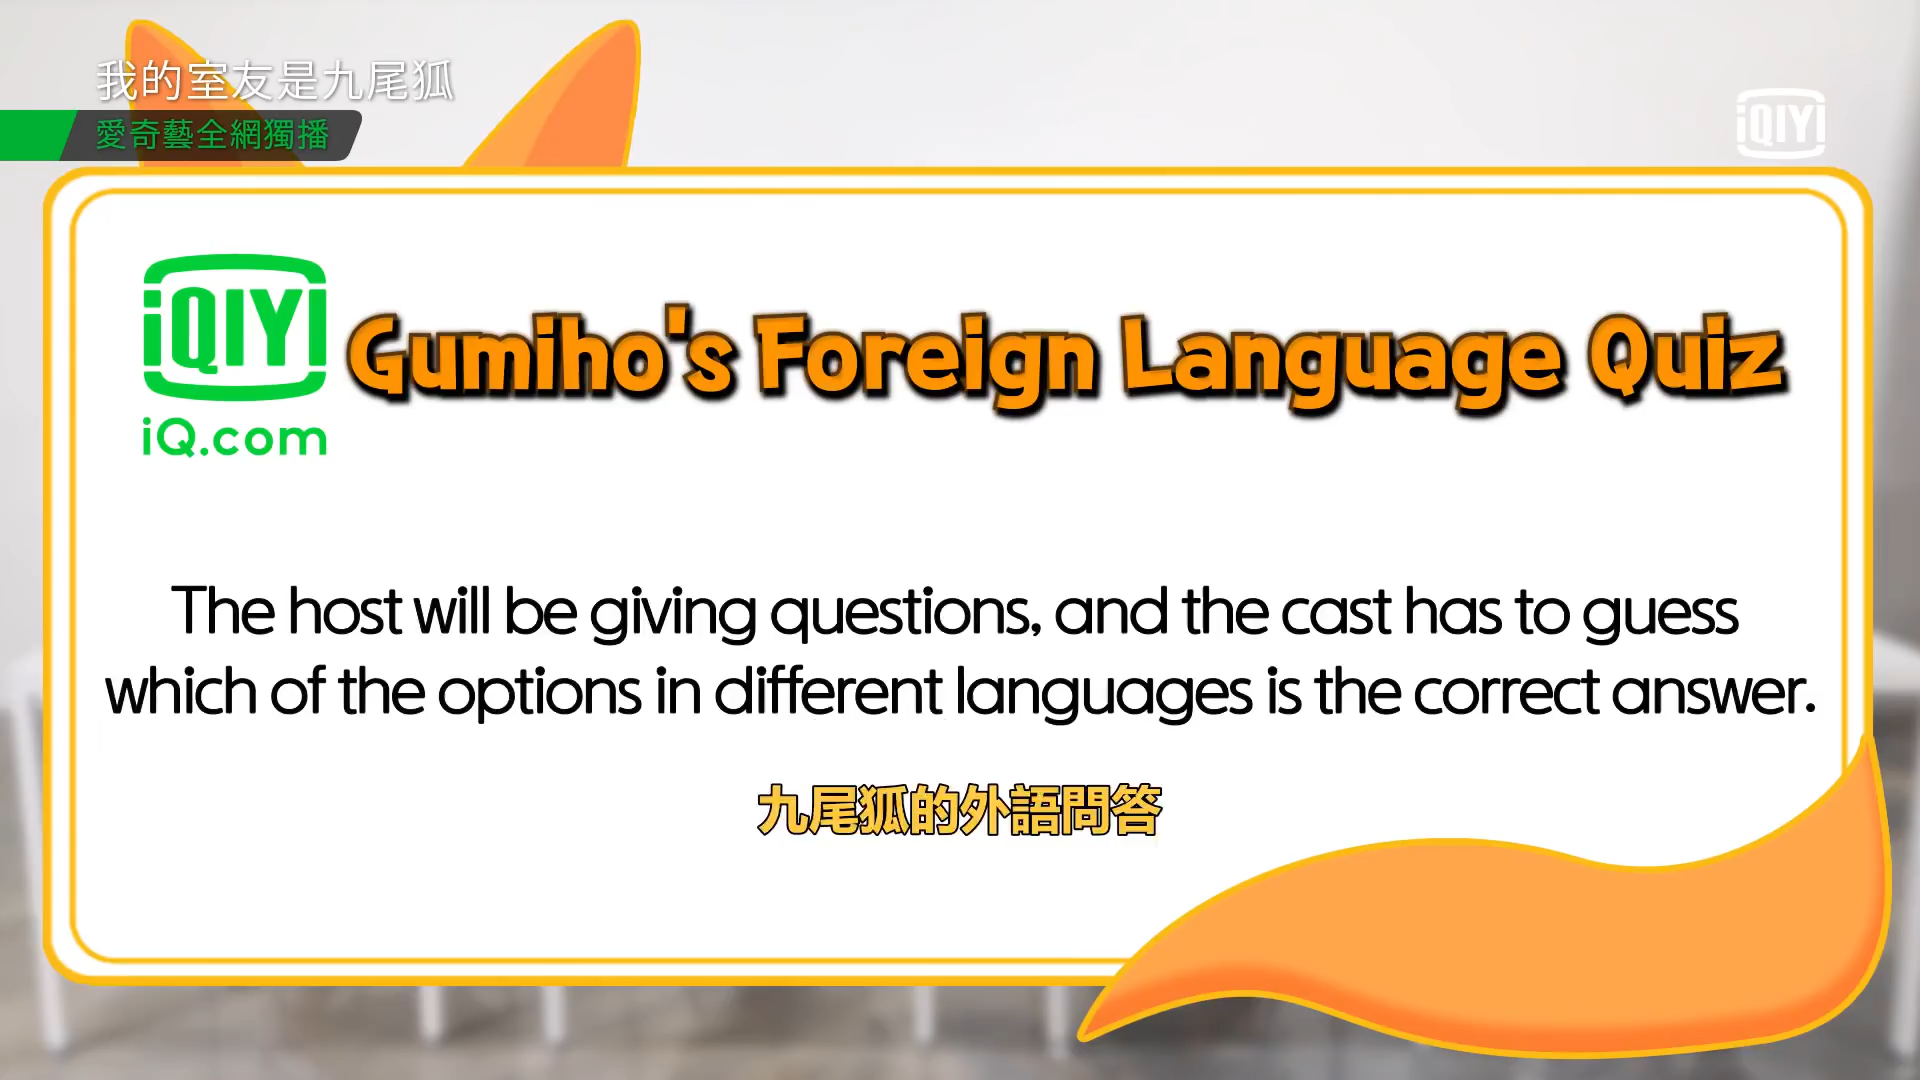 我的室友是九尾狐
愛奇藝全網獨播
iQIYI
iQIYI
iQ.com
Gumiho's Foreign Language Quiz
The host will be giving questions, and the cast has to guess
which of the options in different languages is the correct answer.
九尾狐的外語問答